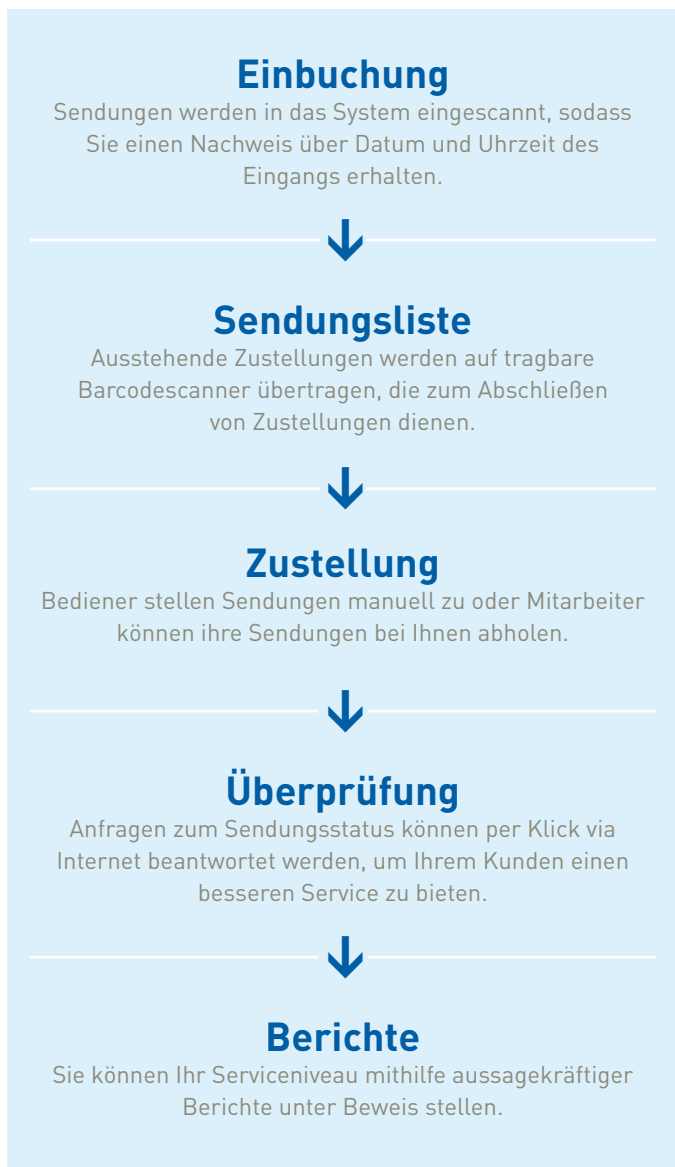 Einbuchung
Sendungen werden in das System eingescannt, sodass
Sie einen Nachweis über Datum und Uhrzeit des
Eingangs erhalten.
Sendungsliste
Ausstehende Zustellungen werden auf tragbare
Barcodescanner übertragen, die zum Abschließen
von Zustellungen dienen.
Zustellung
Bediener stellen Sendungen manuell zu oder Mitarbeiter
können ihre Sendungen bei Ihnen abholen.
Überprüfung
Anfragen zum Sendungsstatus können per Klick via
Internet beantwortet werden, um Ihrem Kunden einen
besseren Service zu bieten.
Berichte
Sie können Ihr Serviceniveau mithilfe aussagekräftiger
Berichte unter Beweis stellen.